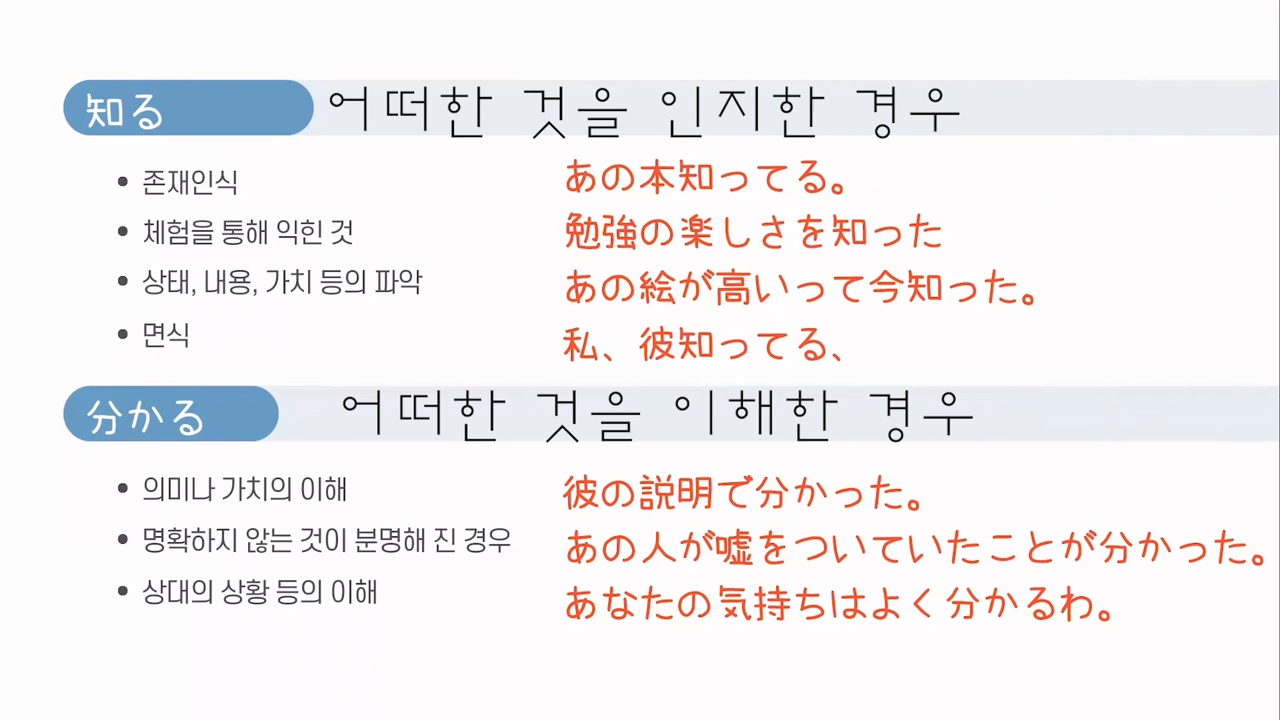 知る 어떠한 것을 인지한 경우
• 존재인식 あの本知ってる。
• 체험을 통해 익힌 것 勉強の楽しさを知った
• 상태, 내용, 가치 등의 파악 あの絵が高いって今知った。
• 면식 私、彼知ってる、
分かる 어떠한 것을 이해한 경우
• 의미나 가치의 이해 彼の説明で分かった。
• 명확하지 않는 것이 분명해 진 경우 あの人が嘘をついていたことが分かった。
• 상대의 상황 등의 이해 あなたの気持ちはよく分かるわ。